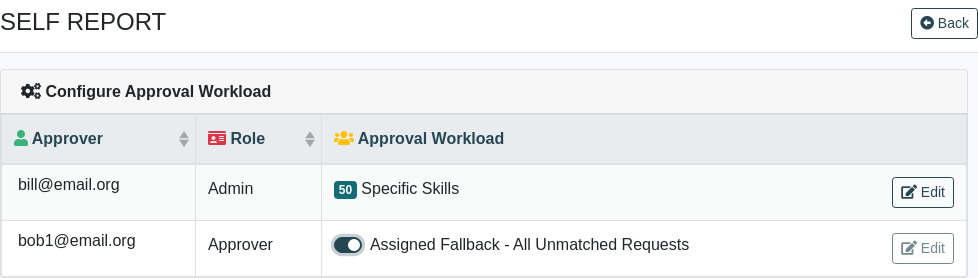 SELF REPORT
Back
Configure Approval Workload
Approver Role Approval Workload
bill@email.org Admin 50 Specific Skills Edit
bob1@email.org Approver Assigned Fallback - All Unmatched Requests Edit